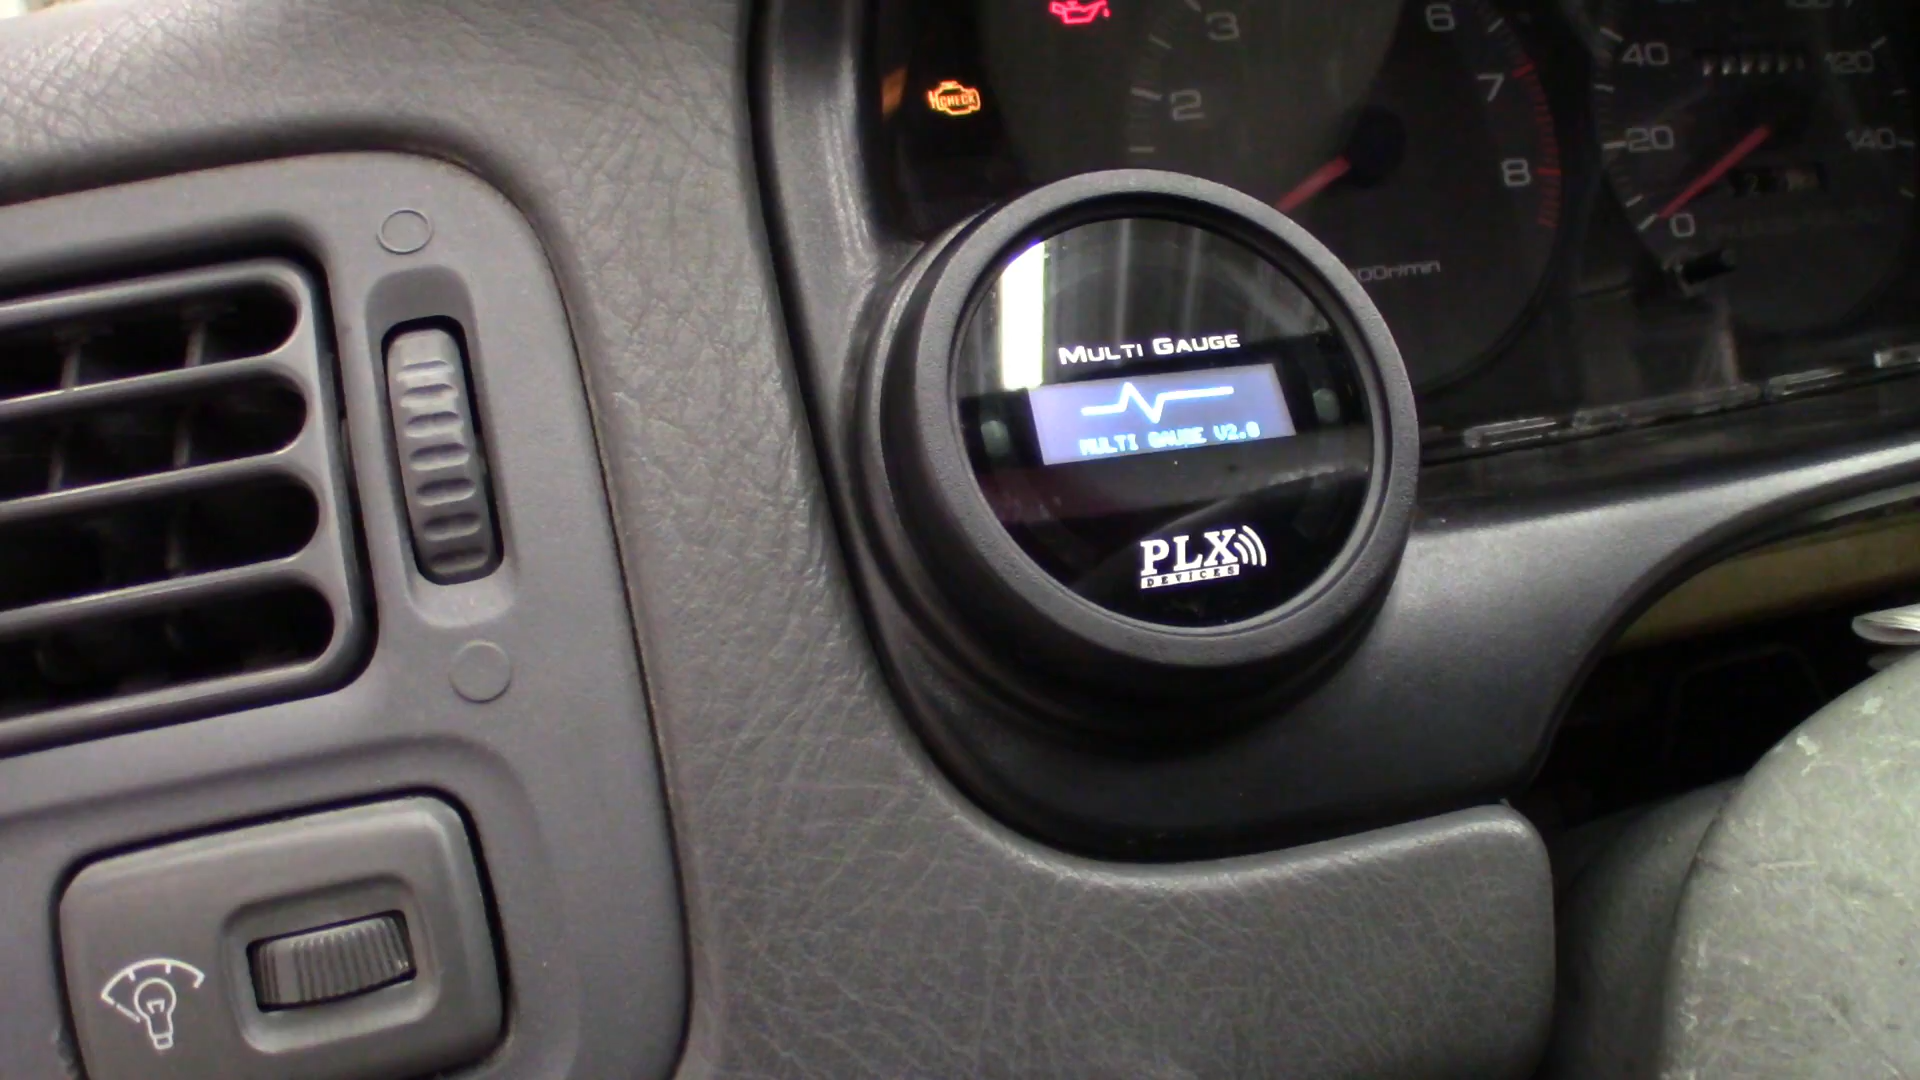 3
6
2
7
8
CHECK
40
120
20
140
0
MULTI GAUGE
MULTI GAUGE V2.0
PLX
DEVICES